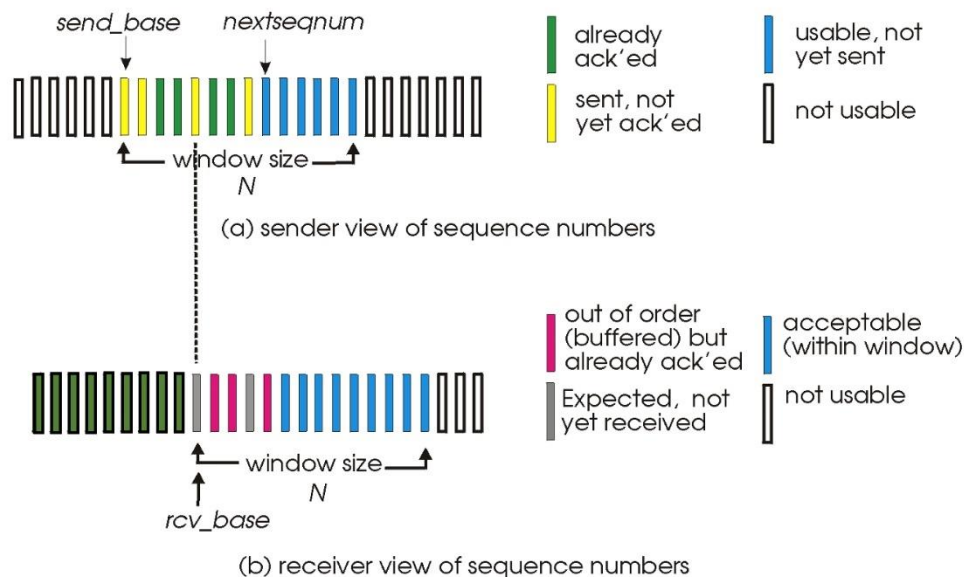 send_base
nextseqnum
already
ack'ed
usable, not
yet sent
sent, not
yet ack'ed
not usable
window size
N
(a) sender view of sequence numbers
out of order
(buffered) but
already ack'ed
acceptable
(within window)
Expected, not
yet received
not usable
window size
N
rcv_base
(b) receiver view of sequence numbers